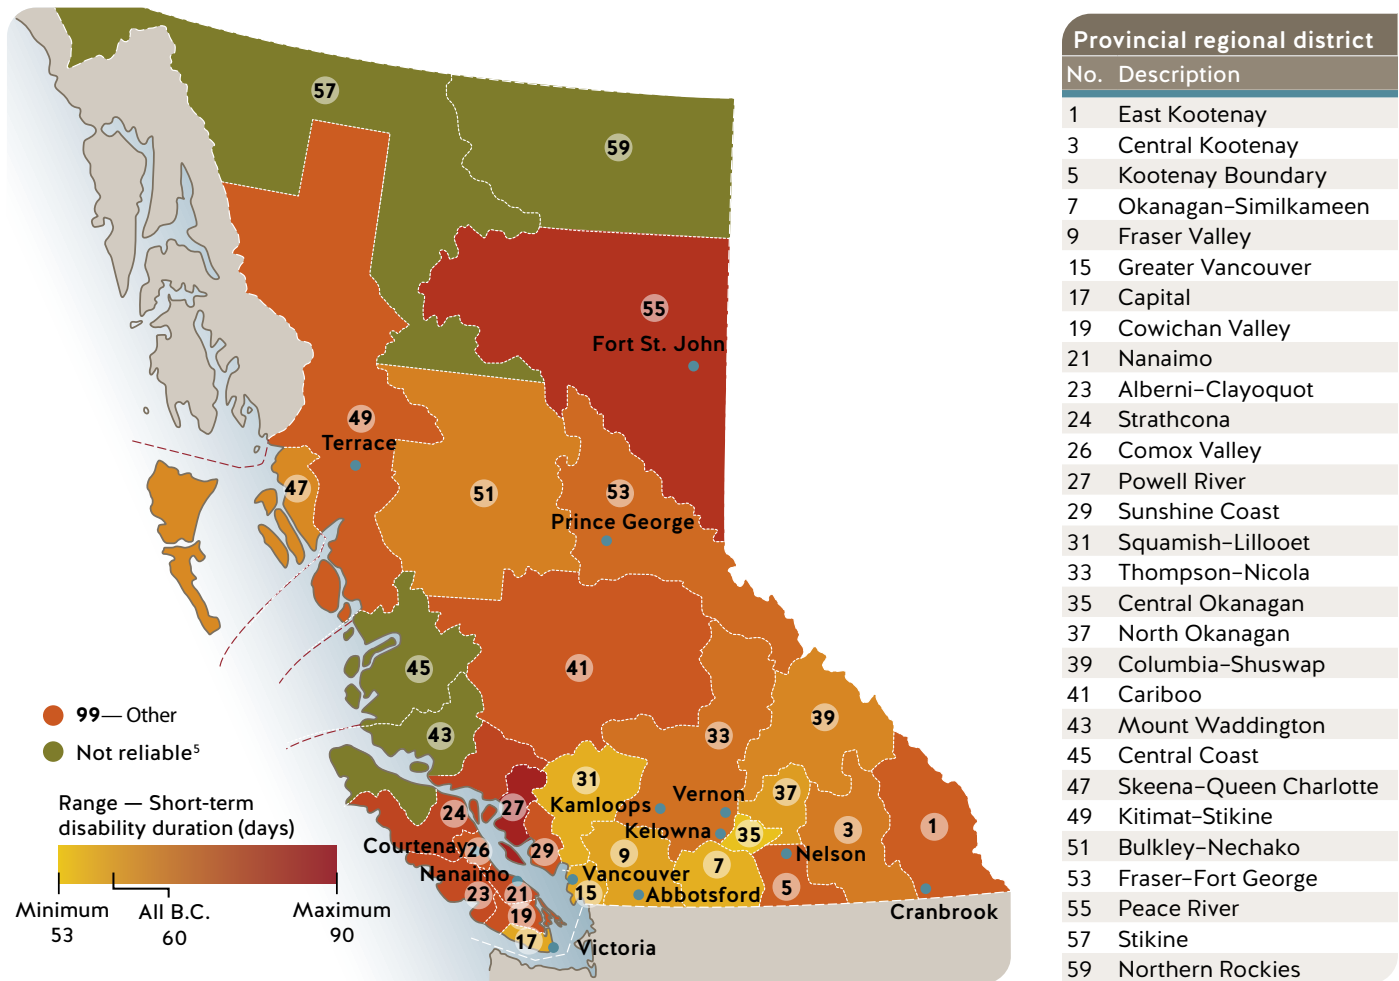 57
59
55
Fort St. John
49
Terrace
47
51
53
Prince George
45
41
43
39
33
31
27
37
24
29
35
Kamloops
Vernon
Kelowna
Courtenay
26
9
7
3
1
Nelson
Nanaimo
Vancouver
23
21
15
Abbotsford
5
19
Cranbrook
17
Victoria
99— Other
Not reliable5
Range — Short-term
disability duration (days)
Minimum
All B.C.
Maximum
53
60
90
Provincial regional district
No. Description
1 East Kootenay
3 Central Kootenay
5 Kootenay Boundary
7 Okanagan–Similkameen
9 Fraser Valley
15 Greater Vancouver
17 Capital
19 Cowichan Valley
21 Nanaimo
23 Alberni–Clayoquot
24 Strathcona
26 Comox Valley
27 Powell River
29 Sunshine Coast
31 Squamish–Lillooet
33 Thompson–Nicola
35 Central Okanagan
37 North Okanagan
39 Columbia–Shuswap
41 Cariboo
43 Mount Waddington
45 Central Coast
47 Skeena–Queen Charlotte
49 Kitimat–Stikine
51 Bulkley–Nechako
53 Fraser–Fort George
55 Peace River
57 Stikine
59 Northern Rockies